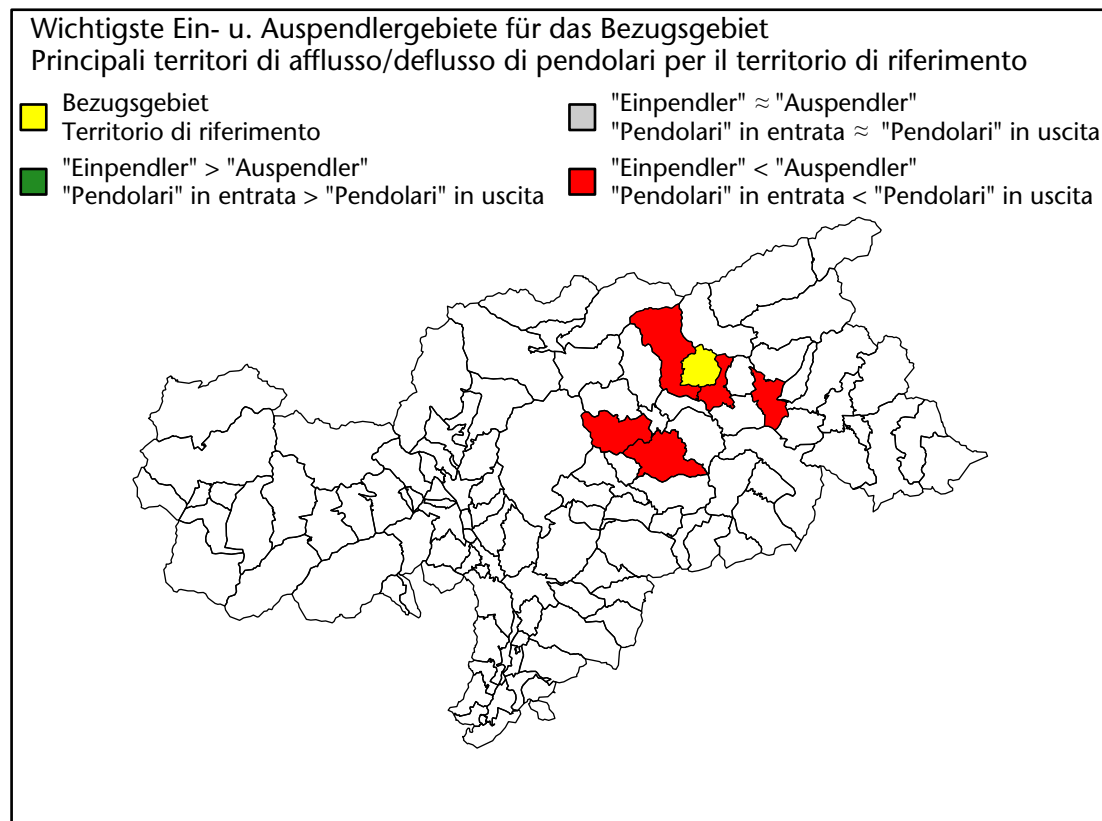 Wichtigste Ein- u. Auspendlergebiete für das Bezugsgebiet
Principali territori di afflusso/deflusso di pendolari per il territorio di riferimento
Bezugsgebiet
Territorio di riferimento
"Einpendler" > "Auspendler"
"Pendolari" in entrata > "Pendolari" in uscita
"Einpendler" ≈ "Auspendler"
"Pendolari" in entrata ≈ "Pendolari" in uscita
"Einpendler" < "Auspendler"
"Pendolari" in entrata < "Pendolari" in uscita